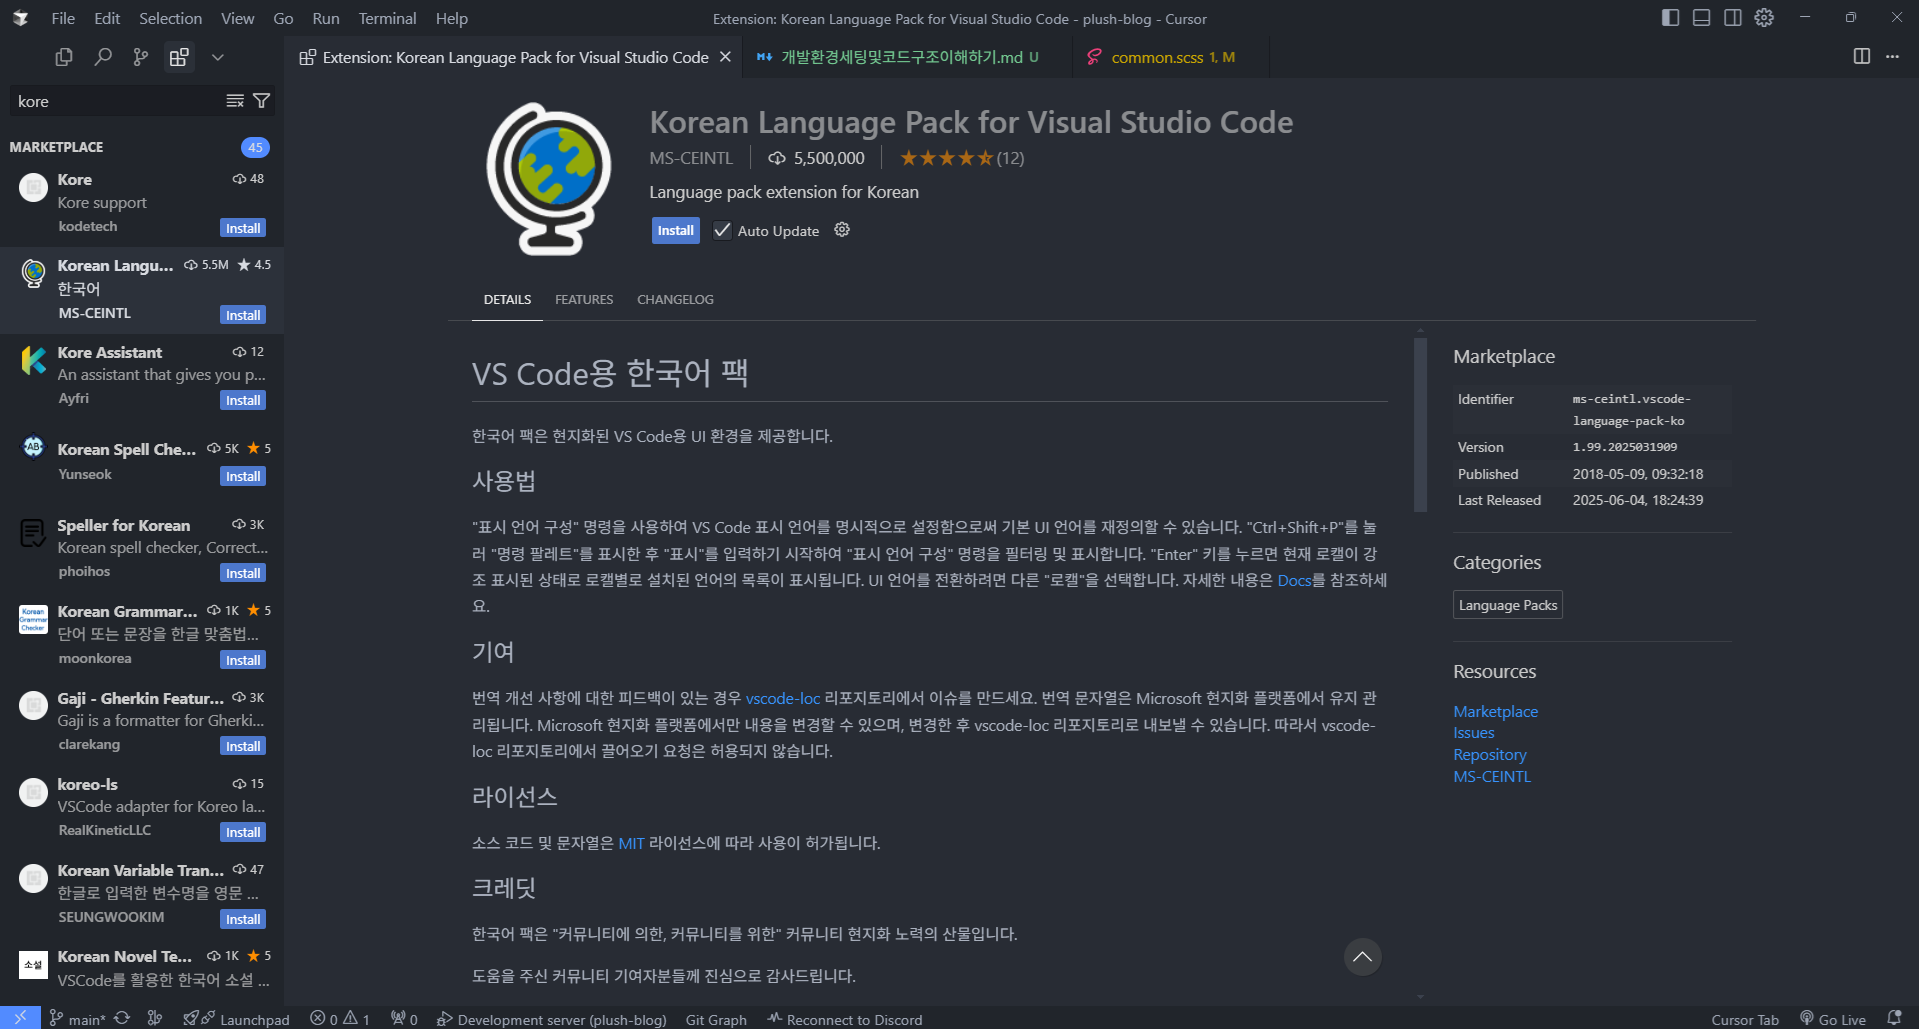 File Edit Selection View Go Run Terminal Help
Extension: Korean Language Pack for Visual Studio Code - plush-blog - Cursor
Extension: Korean Language Pack for Visual Studio Code
개발환경세팅및코드구조이해하기.md U
common.scss 1, M
kore
MARKETPLACE 45
Kore 48
Kore support
kodetech Install
Korean Langu... 5.5M 4.5
한국어
MS-CEINTL Install
Kore Assistant 12
An assistant that gives you p...
Ayfri Install
Korean Spell Che... 5K 5
Yunseok Install
Speller for Korean 3K
Korean spell checker, Correct...
phoihos Install
Korean Grammar Checker
Korean Grammar... 1K 5
단어 또는 문장을 한글 맞춤법...
moonkorea Install
Gaji - Gherkin Featur... 3K
Gaji is a formatter for Gherki...
clarekang Install
koreo-ls 15
VSCode adapter for Koreo la...
RealKineticLLC Install
Korean Variable Tran... 47
한글로 입력한 변수명을 영문 ...
SEUNGWOOKIM Install
소설
Korean Novel Te... 1K 5
VSCode를 활용한 한국어 소설 ...
Korean Language Pack for Visual Studio Code
MS-CEINTL 5,500,000 (12)
Language pack extension for Korean
Install Auto Update
DETAILS FEATURES CHANGELOG
VS Code용 한국어 팩
한국어 팩은 현지화된 VS Code용 UI 환경을 제공합니다.
사용법
"표시 언어 구성" 명령을 사용하여 VS Code 표시 언어를 명시적으로 설정함으로써 기본 UI 언어를 재정의할 수 있습니다. "Ctrl+Shift+P"를 눌
러 "명령 팔레트"를 표시한 후 "표시"를 입력하기 시작하여 "표시 언어 구성" 명령을 필터링 및 표시합니다. "Enter" 키를 누르면 현재 로캘이 강
조 표시된 상태로 로캘별로 설치된 언어의 목록이 표시됩니다. UI 언어를 전환하려면 다른 "로캘"을 선택합니다. 자세한 내용은 Docs를 참조하세
요.
기여
번역 개선 사항에 대한 피드백이 있는 경우 vscode-loc 리포지토리에서 이슈를 만드세요. 번역 문자열은 Microsoft 현지화 플랫폼에서 유지 관
리됩니다. Microsoft 현지화 플랫폼에서만 내용을 변경할 수 있으며, 변경한 후 vscode-loc 리포지토리로 내보낼 수 있습니다. 따라서 vscode-
loc 리포지토리에서 끌어오기 요청은 허용되지 않습니다.
라이선스
소스 코드 및 문자열은 MIT 라이선스에 따라 사용이 허가됩니다.
크레딧
한국어 팩은 "커뮤니티에 의한, 커뮤니티를 위한" 커뮤니티 현지화 노력의 산물입니다.
도움을 주신 커뮤니티 기여자분들께 진심으로 감사드립니다.
Marketplace
Identifier ms-ceintl.vscode-
language-pack-ko
Version 1.99.2025031909
Published 2018-05-09, 09:32:18
Last Released 2025-06-04, 18:24:39
Categories
Language Packs
Resources
Marketplace
Issues
Repository
MS-CEINTL
main* Launchpad 0 1 0 Development server (plush-blog) Git Graph Reconnect to Discord Cursor Tab Go Live